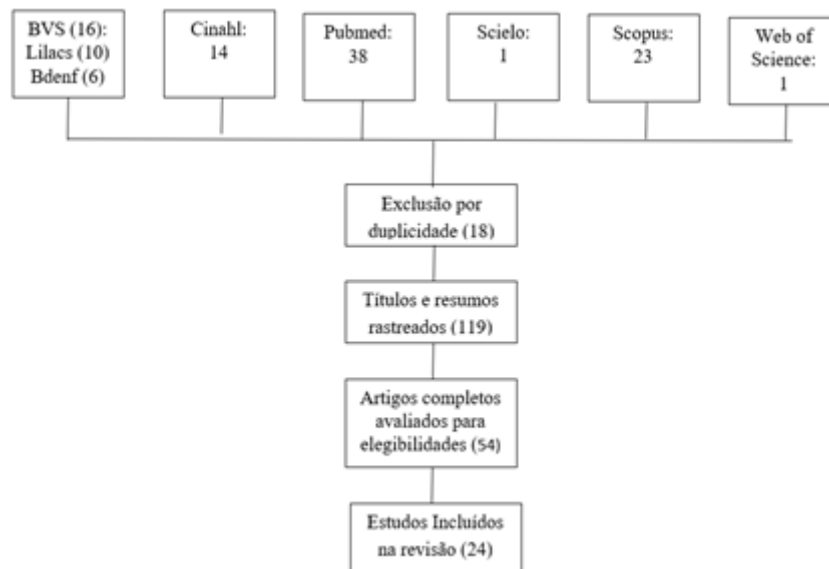 BVS (16):
Lilacs (10)
Bdenf (6)
Cinahl:
14
Pubmed:
38
Scielo:
1
Scopus:
23
Web of
Science:
1
Exclusão por
duplicidade (18)
Títulos e resumos
rastreados (119)
Artigos completos
avaliados para
elegibilidades (54)
Estudos Incluídos
na revisão (24)